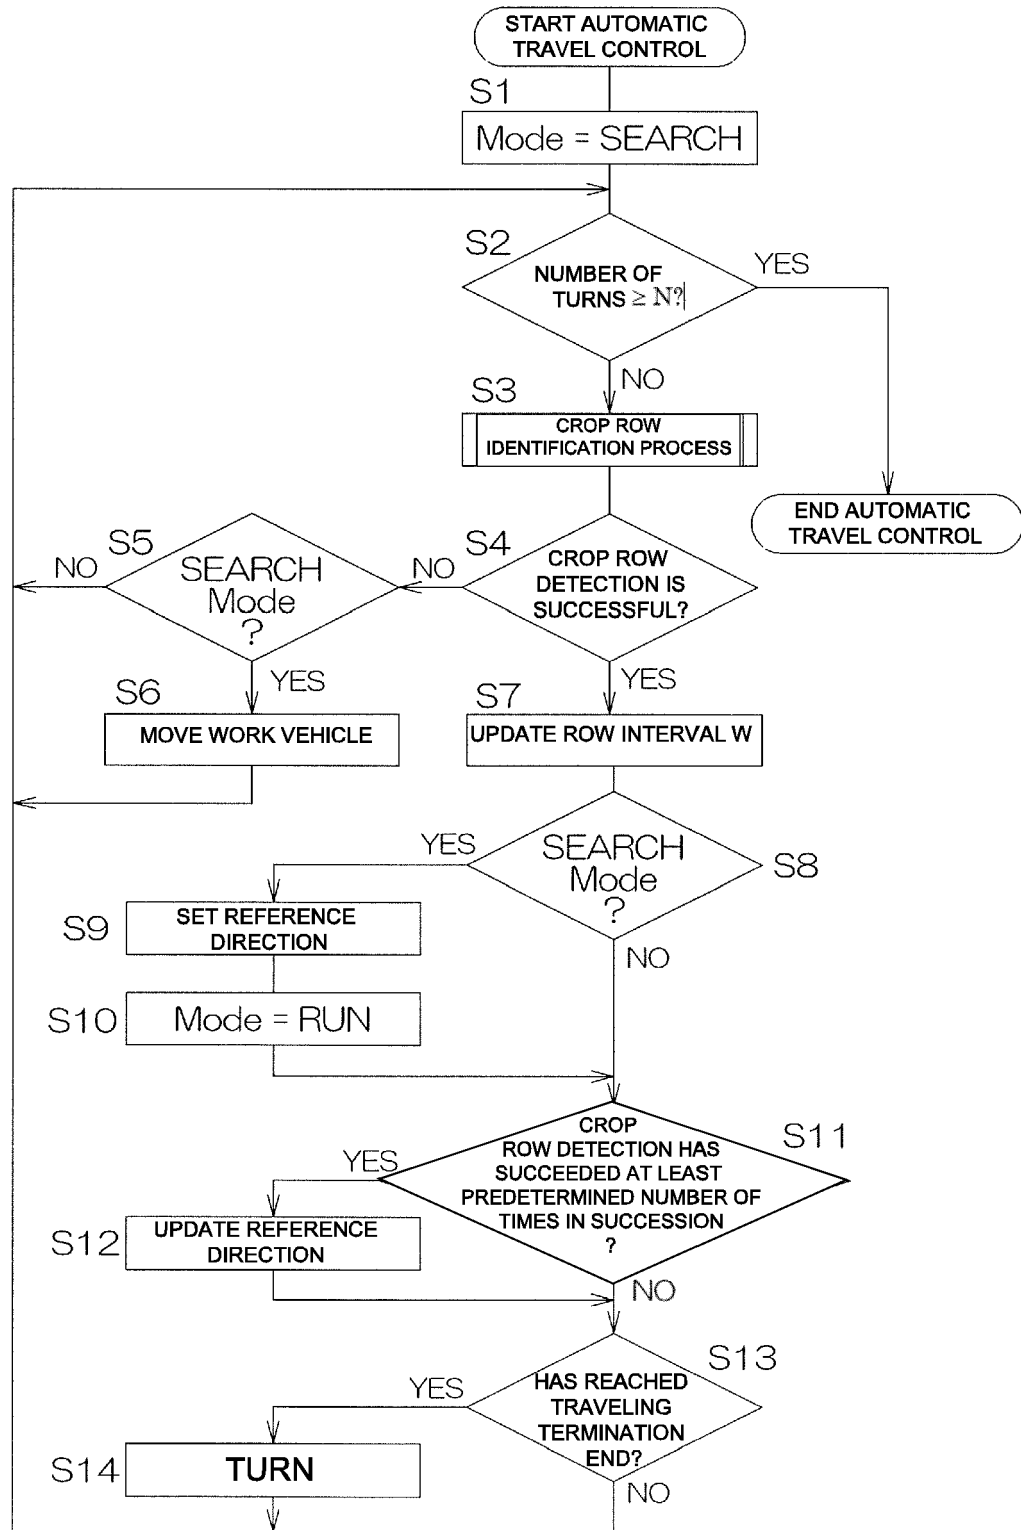 START AUTOMATIC
TRAVEL CONTROL
S1
Mode = SEARCH
S2
NUMBER OF
TURNS ≥ N?
YES
NO
S3
CROP ROW
IDENTIFICATION PROCESS
END AUTOMATIC
TRAVEL CONTROL
S4
CROP ROW
DETECTION IS
SUCCESSFUL?
NO
S5
SEARCH
Mode
?
NO
YES
S6
MOVE WORK VEHICLE
YES
S7
UPDATE ROW INTERVAL W
SEARCH
Mode
?
S8
YES
S9
SET REFERENCE
DIRECTION
NO
S10
Mode = RUN
CROP
ROW DETECTION HAS
SUCCEEDED AT LEAST
PREDETERMINED NUMBER OF
TIMES IN SUCCESSION
?
S11
YES
S12
UPDATE REFERENCE
DIRECTION
NO
S13
HAS REACHED
TRAVELING
TERMINATION
END?
YES
S14
TURN
NO